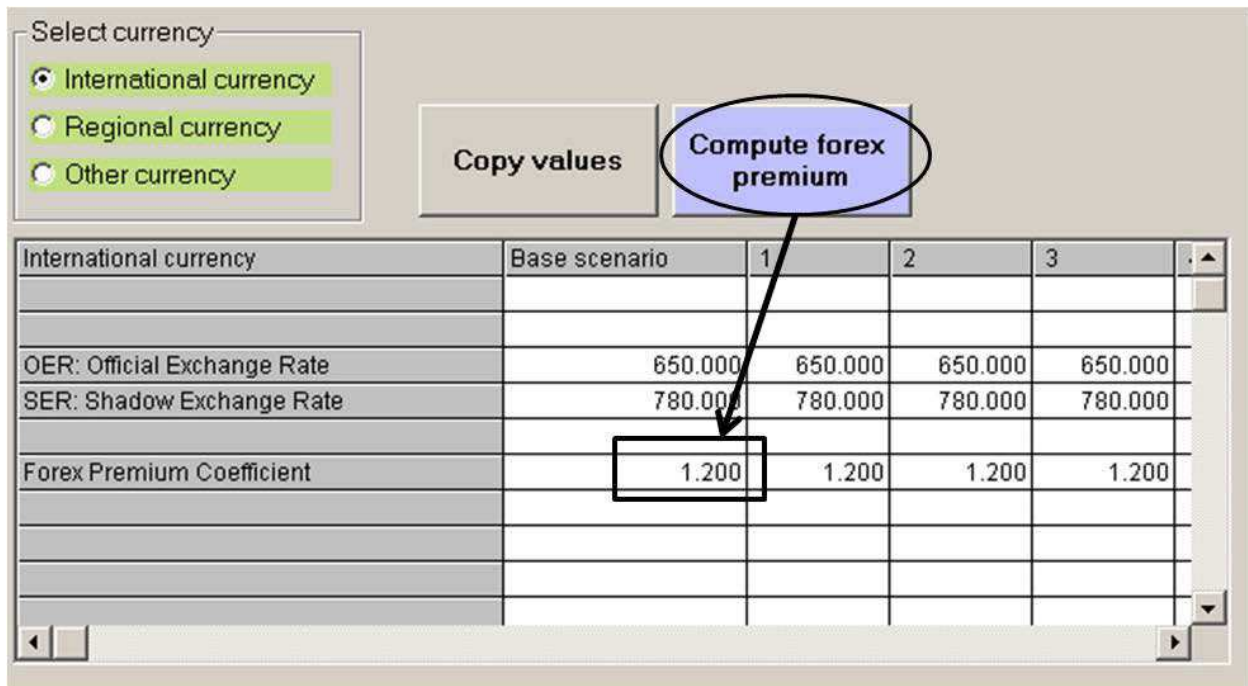 Select currency
International currency
Regional currency
Other currency
Copy values
Compute forex
premium
International currency Base scenario 1 2 3
OER: Official Exchange Rate 650.000 650.000 650.000 650.000
SER: Shadow Exchange Rate 780.000 780.000 780.000 780.000
Forex Premium Coefficient 1.200 1.200 1.200 1.200